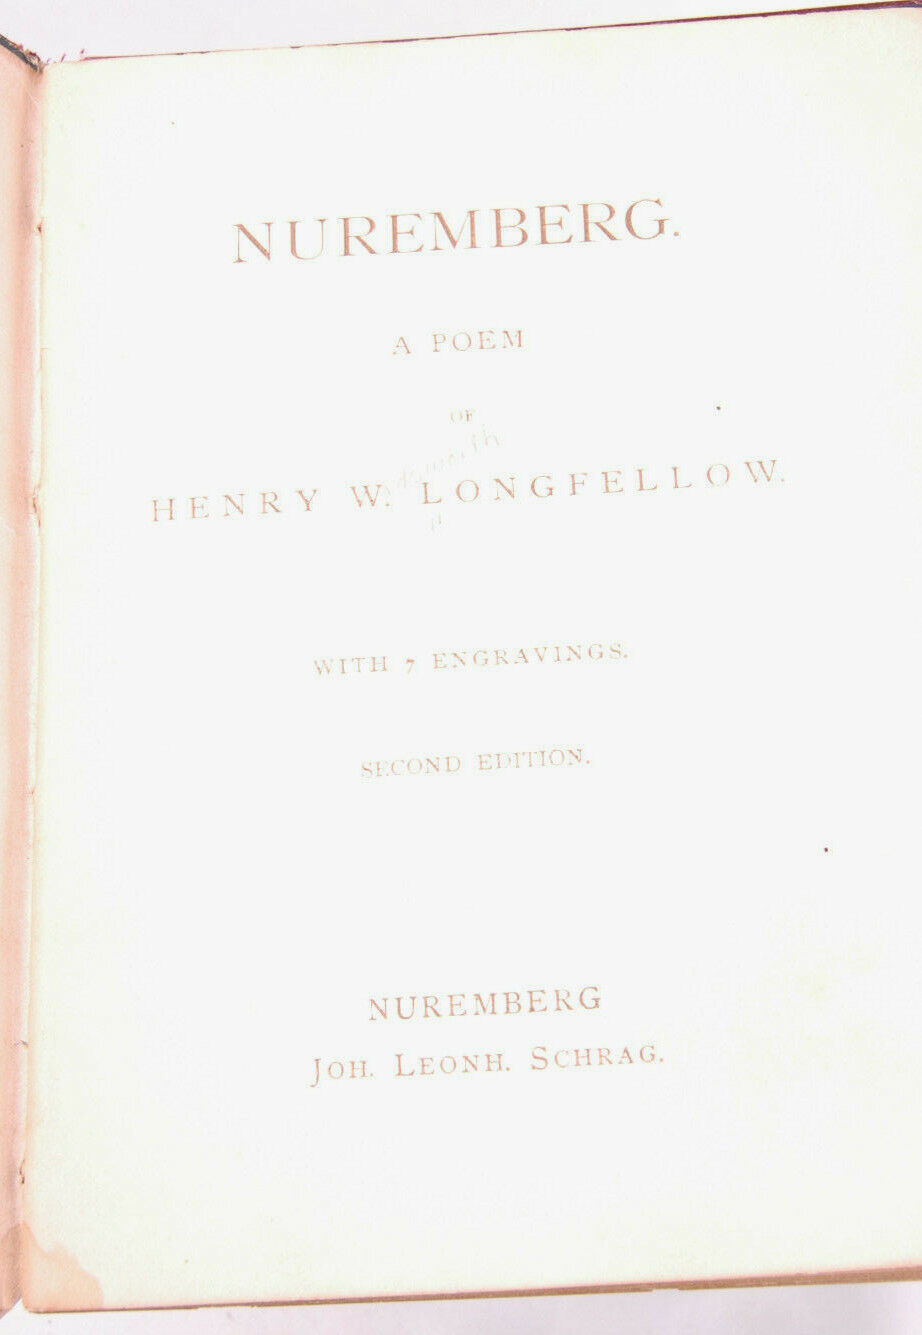 NUREMBERG.
A POEM
OF
HENRY W. LONGFELLOW.
WITH 7 ENGRAVINGS.
SECOND EDITION.
NUREMBERG
JOH. LEONH. SCHRAG.